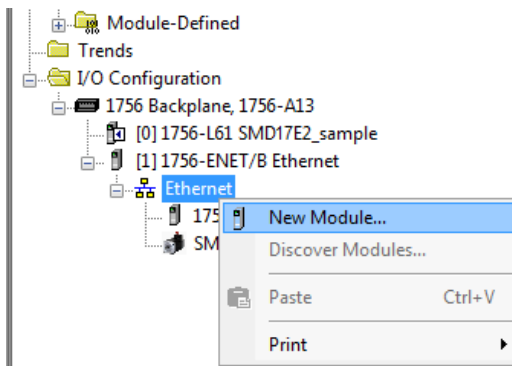 Module-Defined
Trends
I/O Configuration
1756 Backplane, 1756-A13
[0] 1756-L61 SMD17E2_sample
[1] 1756-ENET/B Ethernet
Ethernet
175
New Module...
SM
Discover Modules...
Paste Ctrl+V
Print